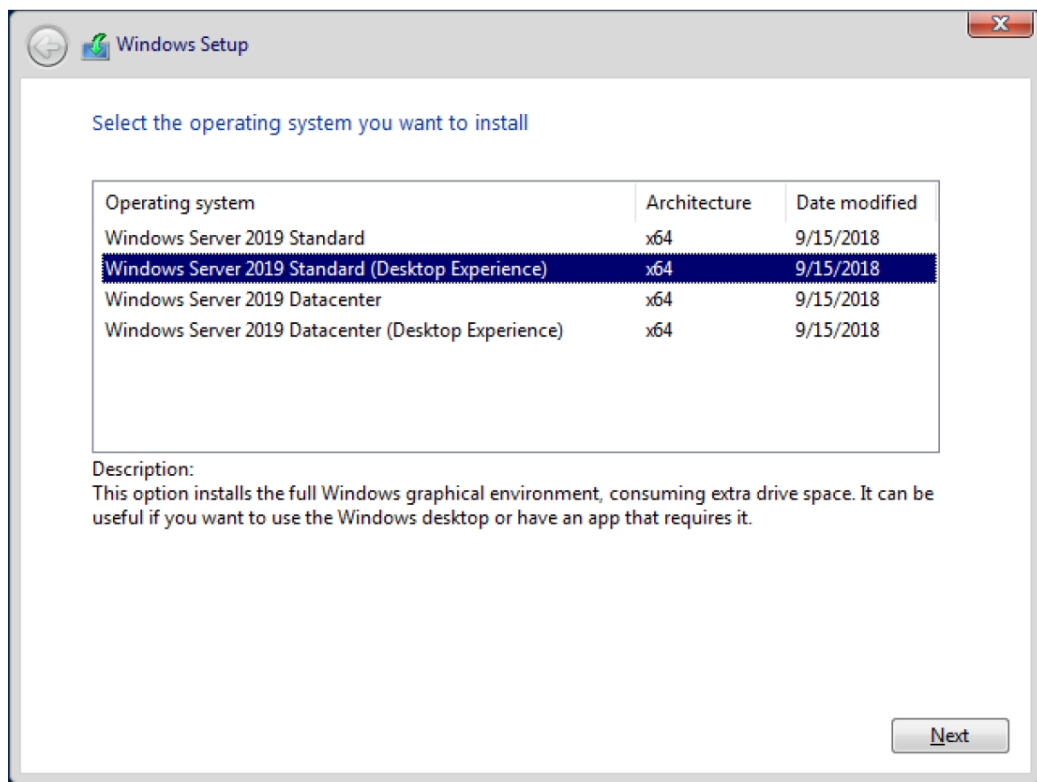 Windows Setup
Select the operating system you want to install
Operating system Architecture Date modified
Windows Server 2019 Standard x64 9/15/2018
Windows Server 2019 Standard (Desktop Experience) x64 9/15/2018
Windows Server 2019 Datacenter x64 9/15/2018
Windows Server 2019 Datacenter (Desktop Experience) x64 9/15/2018
Description:
This option installs the full Windows graphical environment, consuming extra drive space. It can be
useful if you want to use the Windows desktop or have an app that requires it.
Next